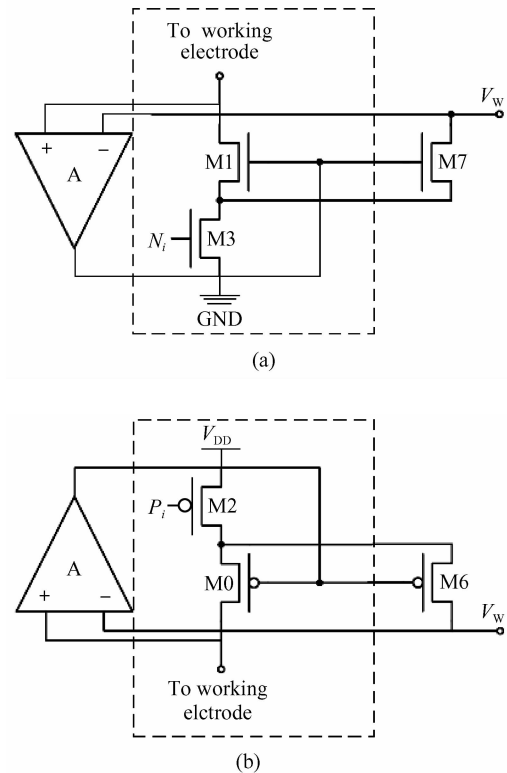 To working
electrode
V_W
+ −
A
M1
M7
N_i
M3
GND
(a)
V_DD
P_i
M2
A
M0
M6
+ −
V_W
To working
elctrode
(b)